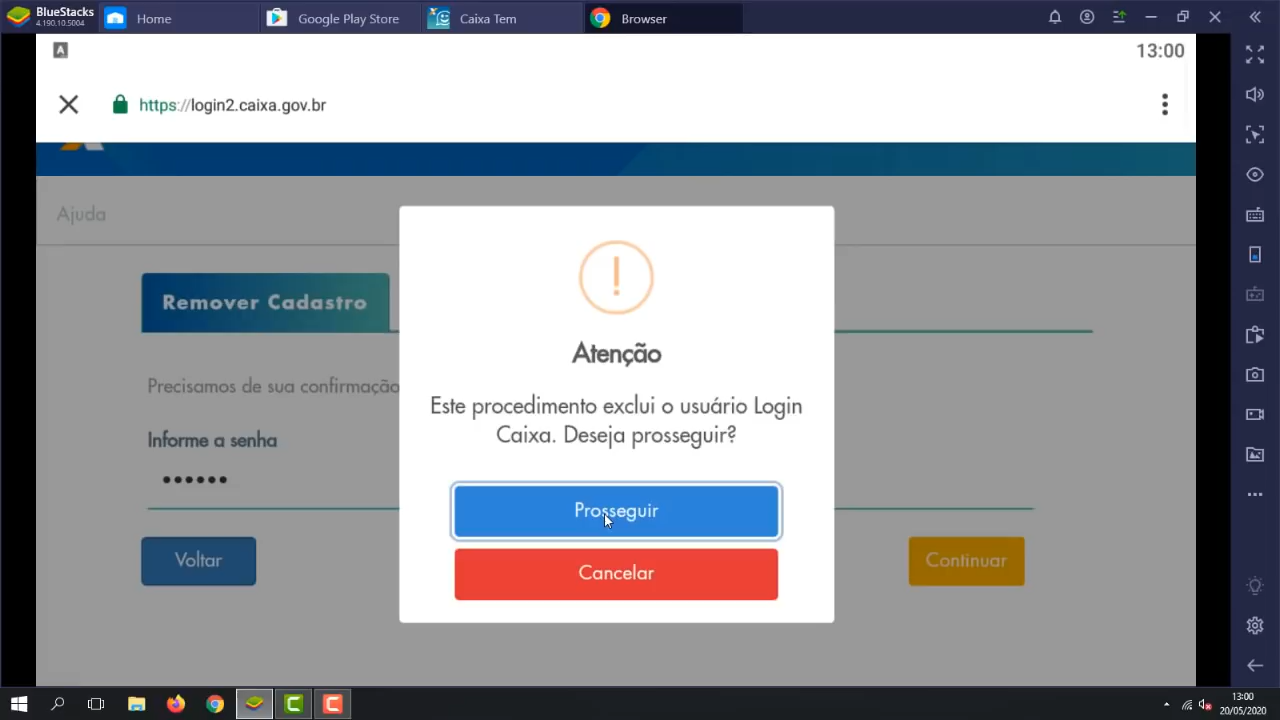 BlueStacks
4.190.10.5004
Home
Google Play Store
Caixa Tem
Browser
A
13:00
https://login2.caixa.gov.br
Ajuda
Remover Cadastro
Precisamos de sua confirmação
Informe a senha
••••••
Voltar
Continuar
Atenção
Este procedimento exclui o usuário Login
Caixa. Deseja prosseguir?
Prosseguir
Cancelar
13:00
20/05/2020